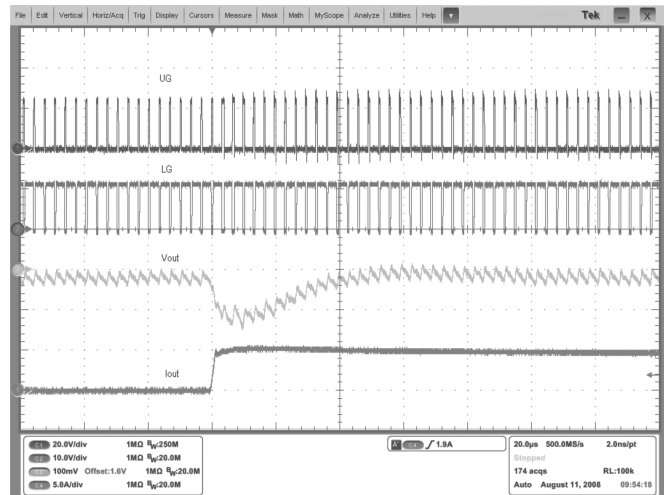 File Edit Vertical Horiz/Acq Trig Display Cursors Measure Mask Math MyScope Analyze Utilities Help Tek X
UG
LG
Vout
Iout
C1 20.0V/div 1MΩ BW:250M
C2 10.0V/div 1MΩ BW:20.0M
C3 100mV Offset:1.6V 1MΩ BW:20.0M
C4 5.0A/div 1MΩ BW:20.0M
A' C4 1.9A
20.0µs 500.0MS/s 2.0ns/pt
Stopped
174 acqs RL:100k
Auto August 11, 2008 09:54:18